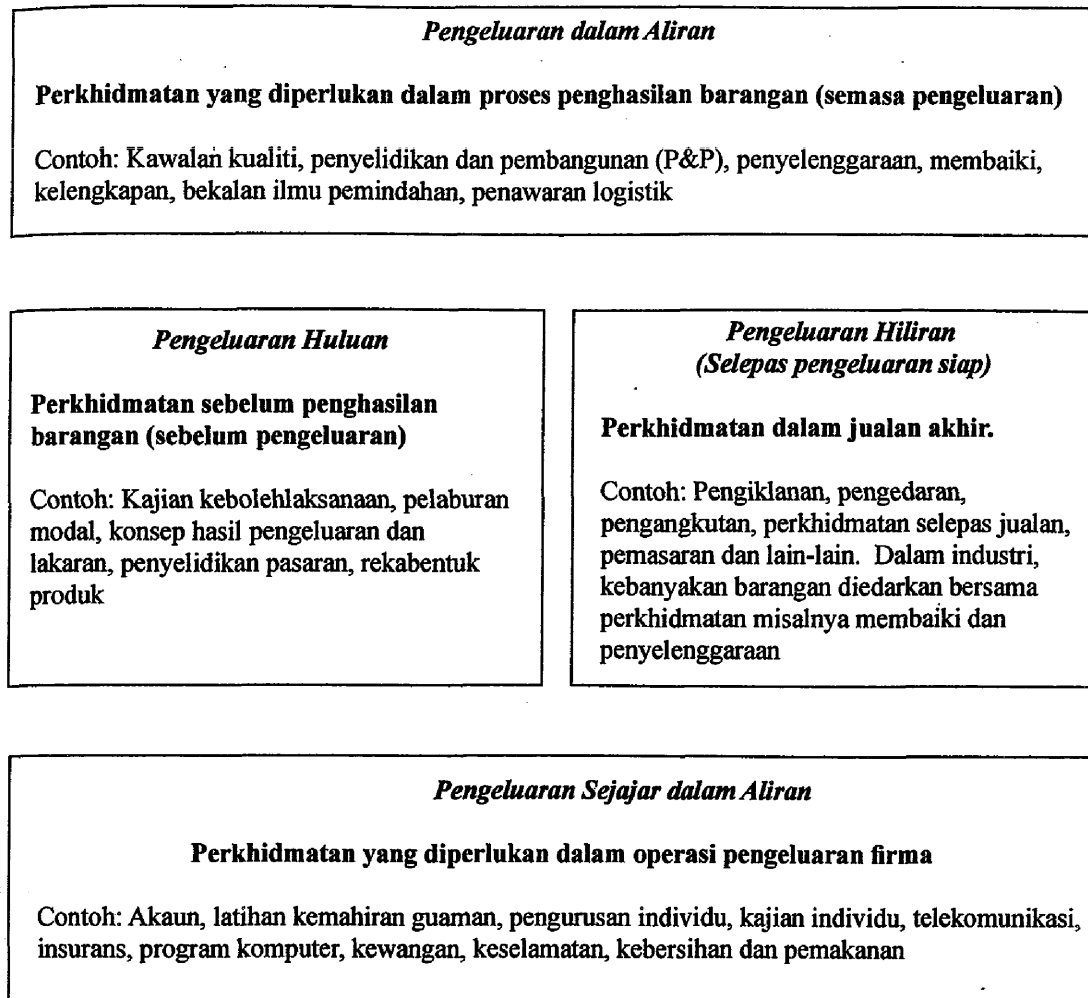 Pengeluaran dalam Aliran
Perkhidmatan yang diperlukan dalam proses penghasilan barangan (semasa pengeluaran)
Contoh: Kawalan kualiti, penyelidikan dan pembangunan (P&P), penyelenggaraan, membaiki,
kelengkapan, bekalan ilmu pemindahan, penawaran logistik
Pengeluaran Huluan
Perkhidmatan sebelum penghasilan
barangan (sebelum pengeluaran)
Contoh: Kajian kebolehlaksanaan, pelaburan
modal, konsep hasil pengeluaran dan
lakaran, penyelidikan pasaran, rekabentuk
produk
Pengeluaran Hiliran
(Selepas pengeluaran siap)
Perkhidmatan dalam jualan akhir.
Contoh: Pengiklanan, pengedaran,
pengangkutan, perkhidmatan selepas jualan,
pemasaran dan lain-lain. Dalam industri,
kebanyakan barangan diedarkan bersama
perkhidmatan misalnya membaiki dan
penyelenggaraan
Pengeluaran Sejajar dalam Aliran
Perkhidmatan yang diperlukan dalam operasi pengeluaran firma
Contoh: Akaun, latihan kemahiran guaman, pengurusan individu, kajian individu, telekomunikasi,
insurans, program komputer, kewangan, keselamatan, kebersihan dan pemakanan